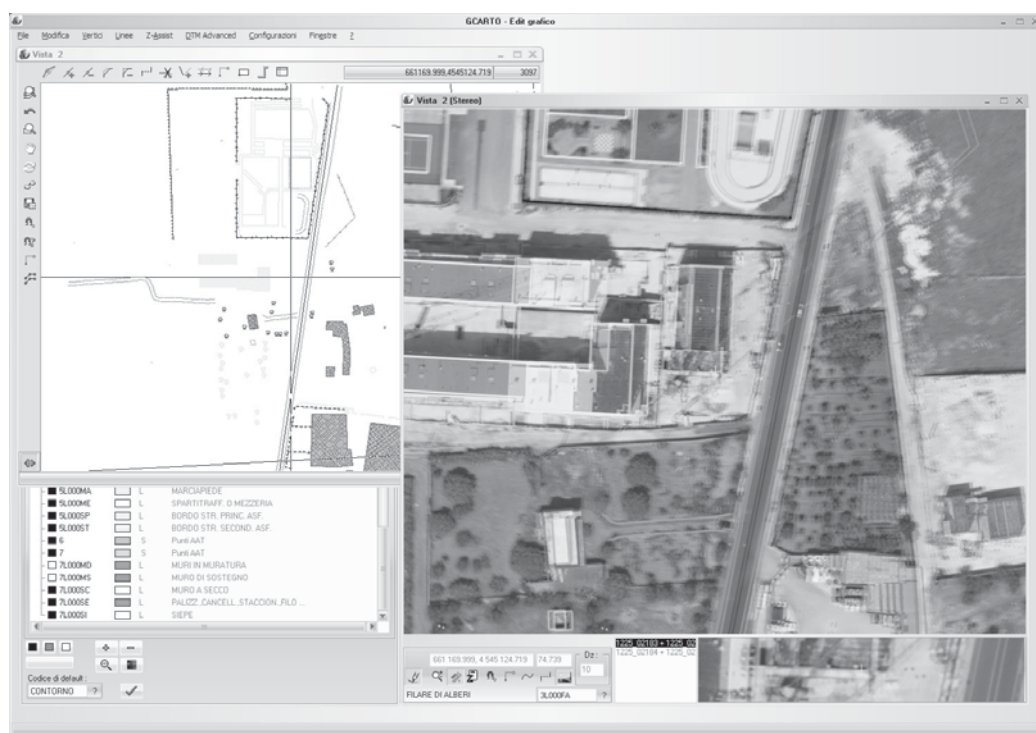 GCARTO - Edit grafico
File Modifica Vertici Linee Z-Assist DTM Advanced Configurazioni Finestre ?
Vista 2
661169.999,4545124.719 3097
Vista 2 (Stereo)
5L000MA L MARCIAPIEDE
5L000ME L SPARTITRAFF. O MEZZERIA
5L000SP L BORDO STR. PRINC. ASF.
5L000ST L BORDO STR. SECOND. ASF.
6 S Punti AAT
7 S Punti AAT
7L000MD L MURI IN MURATURA
7L000MS L MURO DI SOSTEGNO
7L000SC L MURO A SECCO
7L000SE L PALIZZ.,CANCELL.,STACCION.,FILO ...
7L000SI L SIEPE
Codice di default :
CONTORNO ?
661 169.999, 4 545 124.719 74.739
Dz :
10
FILARE DI ALBERI 3L000FA ?
1225_02183 + 1225_02
1225_02184 + 1225_02